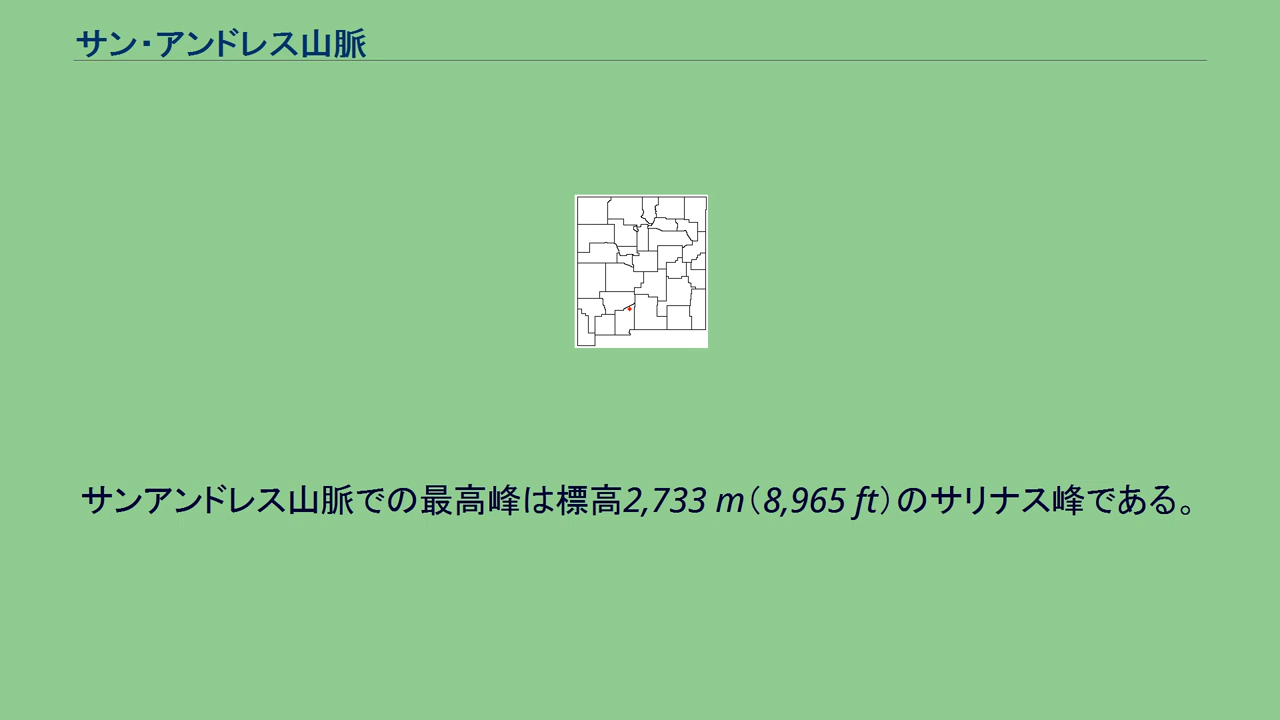 サン・アンドレス山脈
サンアンドレス山脈での最高峰は標高2,733 m（8,965 ft）のサリナス峰である。